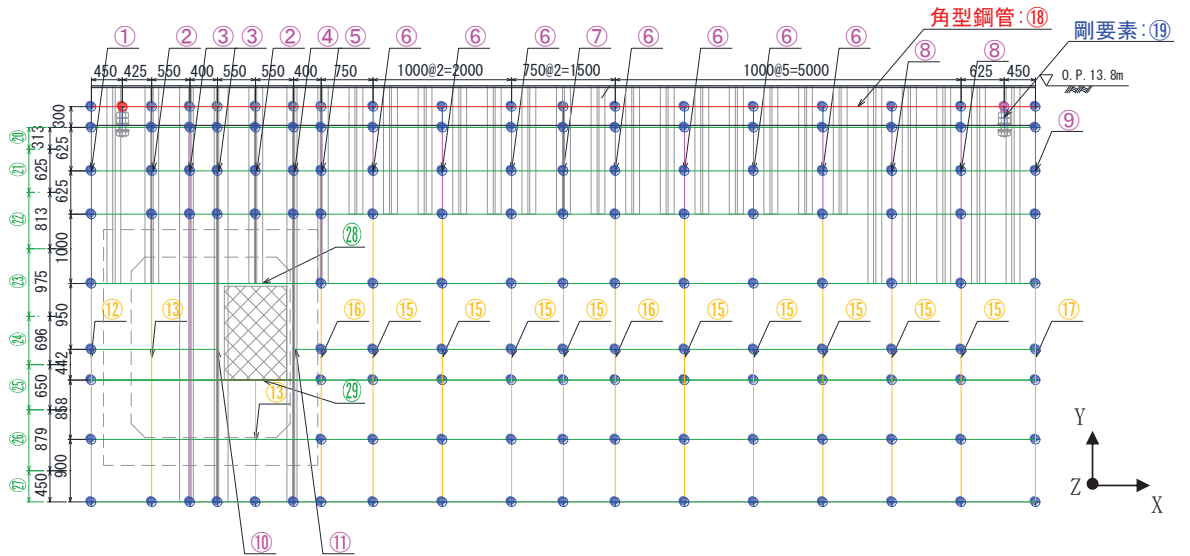 角型鋼管:⑱
剛要素:⑲
① ② ③ ③ ② ④ ⑤ ⑥ ⑥ ⑥ ⑦ ⑥ ⑥ ⑥ ⑥ ⑧ ⑧
450 425 550 400 550 550 400 750 1000@2=2000 750@2=1500 1000@5=5000 625 450
O.P.13.8m
⑨
300
⑳ 313 625
㉑ 625 625
㉒ 813 1000
㉓ 975 950
㉔ 696 442
㉕ 650 858
㉖ 879 900
㉗ 450
㉘
⑫ ⑬ ⑯ ⑮ ⑮ ⑮ ⑮ ⑯ ⑮ ⑮ ⑮ ⑮ ⑮ ⑰
⑬ ㉙
⑩ ⑪
Y
Z X